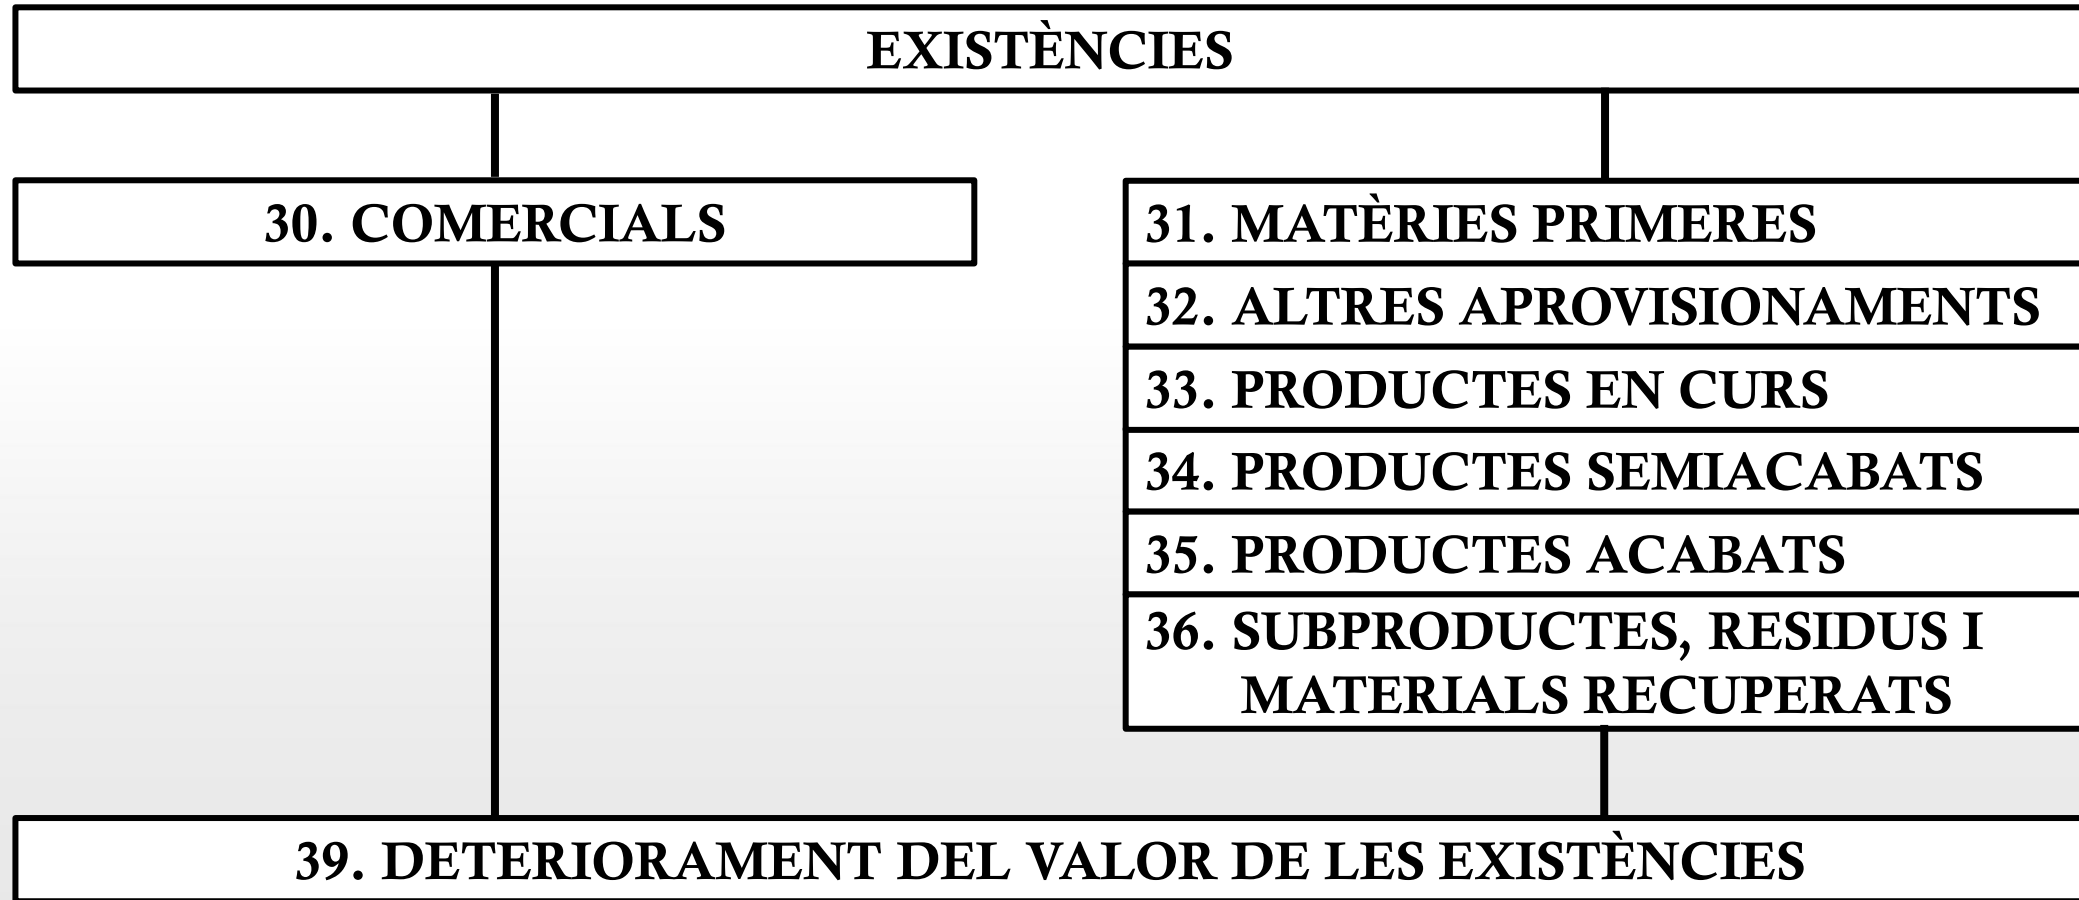 EXISTÈNCIES
30. COMERCIALS
31. MATÈRIES PRIMERES
32. ALTRES APROVISIONAMENTS
33. PRODUCTES EN CURS
34. PRODUCTES SEMIACABATS
35. PRODUCTES ACABATS
36. SUBPRODUCTES, RESIDUS I
MATERIALS RECUPERATS
39. DETERIORAMENT DEL VALOR DE LES EXISTÈNCIES